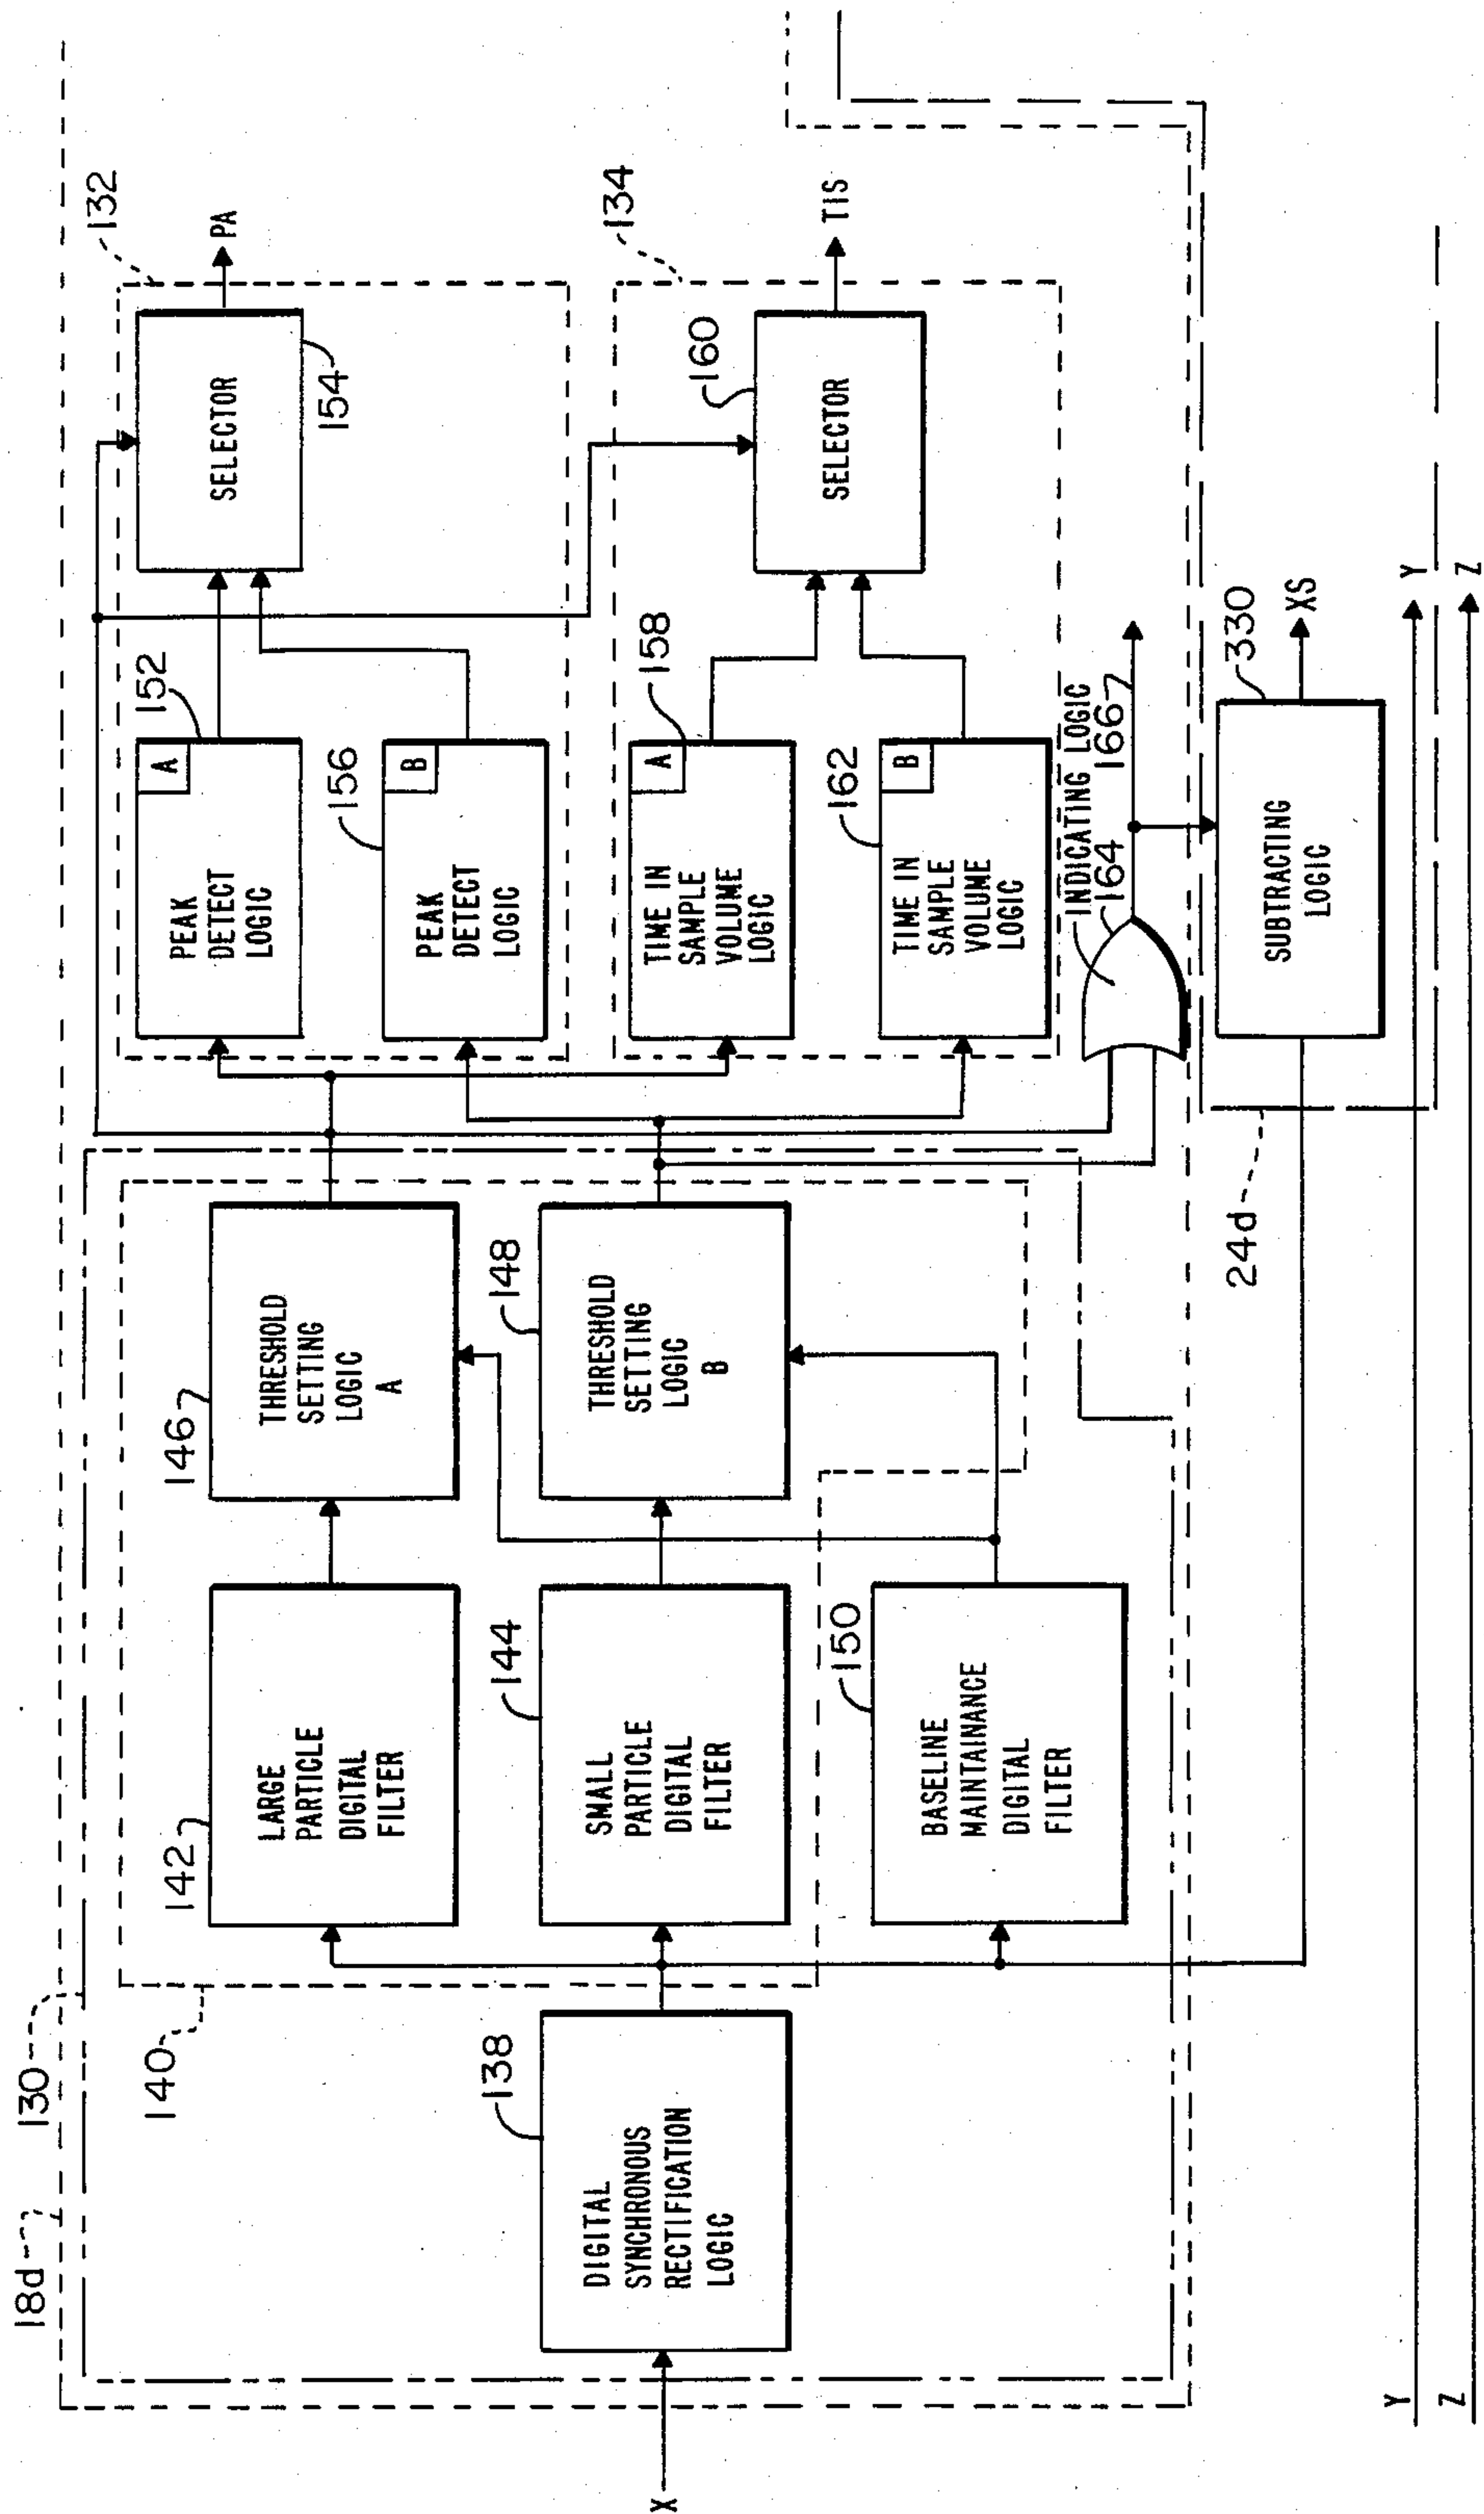 18d
130
132
140
142
LARGE
PARTICLE
DIGITAL
FILTER
146
THRESHOLD
SETTING
LOGIC
A
152
A
PEAK
DETECT
LOGIC
SELECTOR
154
PA
138
DIGITAL
SYNCHRONOUS
RECTIFICATION
LOGIC
X
144
SMALL
PARTICLE
DIGITAL
FILTER
148
THRESHOLD
SETTING
LOGIC
B
156
B
PEAK
DETECT
LOGIC
134
158
A
TIME IN
SAMPLE
VOLUME
LOGIC
160
SELECTOR
TIS
150
BASELINE
MAINTAINANCE
DIGITAL
FILTER
162
B
TIME IN
SAMPLE
VOLUME
LOGIC
INDICATING LOGIC
164
166
24d
330
SUBTRACTING
LOGIC
XS
Y
Y
Z
Z